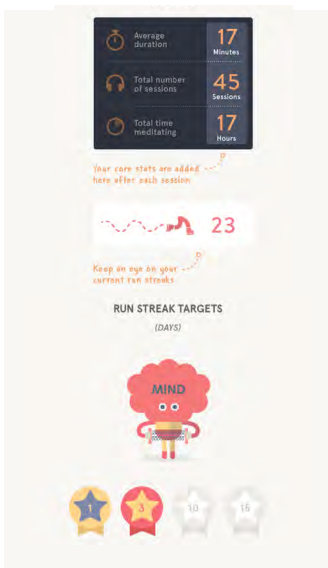 Average
duration
17
Minutes
Total number
of sessions
45
Sessions
Total time
meditating
17
Hours
Your core stats are added
here after each session
23
Keep an eye on your
current run streaks
RUN STREAK TARGETS
(DAYS)
MIND
1
3
10
15